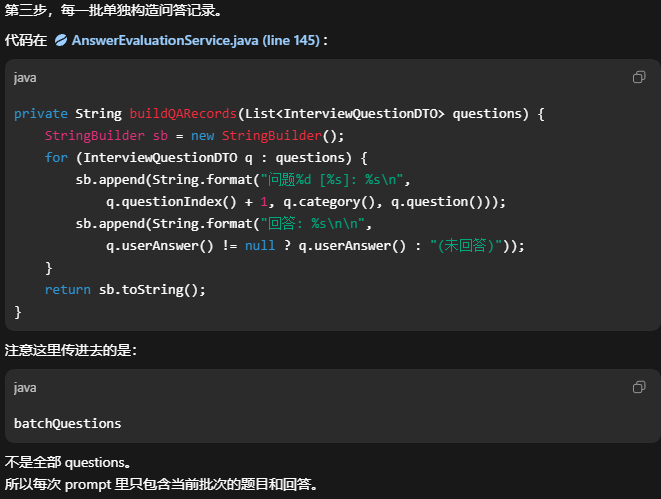 第三步，每一批单独构造问答记录。
代码在 AnswerEvaluationService.java (line 145)：
java
private String buildQARecords(List<InterviewQuestionDTO> questions) {
    StringBuilder sb = new StringBuilder();
    for (InterviewQuestionDTO q : questions) {
        sb.append(String.format("问题%d [%s]: %s\n",
            q.questionIndex() + 1, q.category(), q.question()));
        sb.append(String.format("回答: %s\n\n",
            q.userAnswer() != null ? q.userAnswer() : "(未回答)"));
    }
    return sb.toString();
}
注意这里传进去的是：
java
batchQuestions
不是全部 questions。
所以每次 prompt 里只包含当前批次的题目和回答。